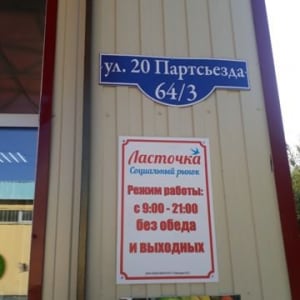 ул. 20 Партсъезда
64/3
Ласточка
Социальный рынок
Режим работы:
с 9:00 - 21:00
без обеда
и выходных